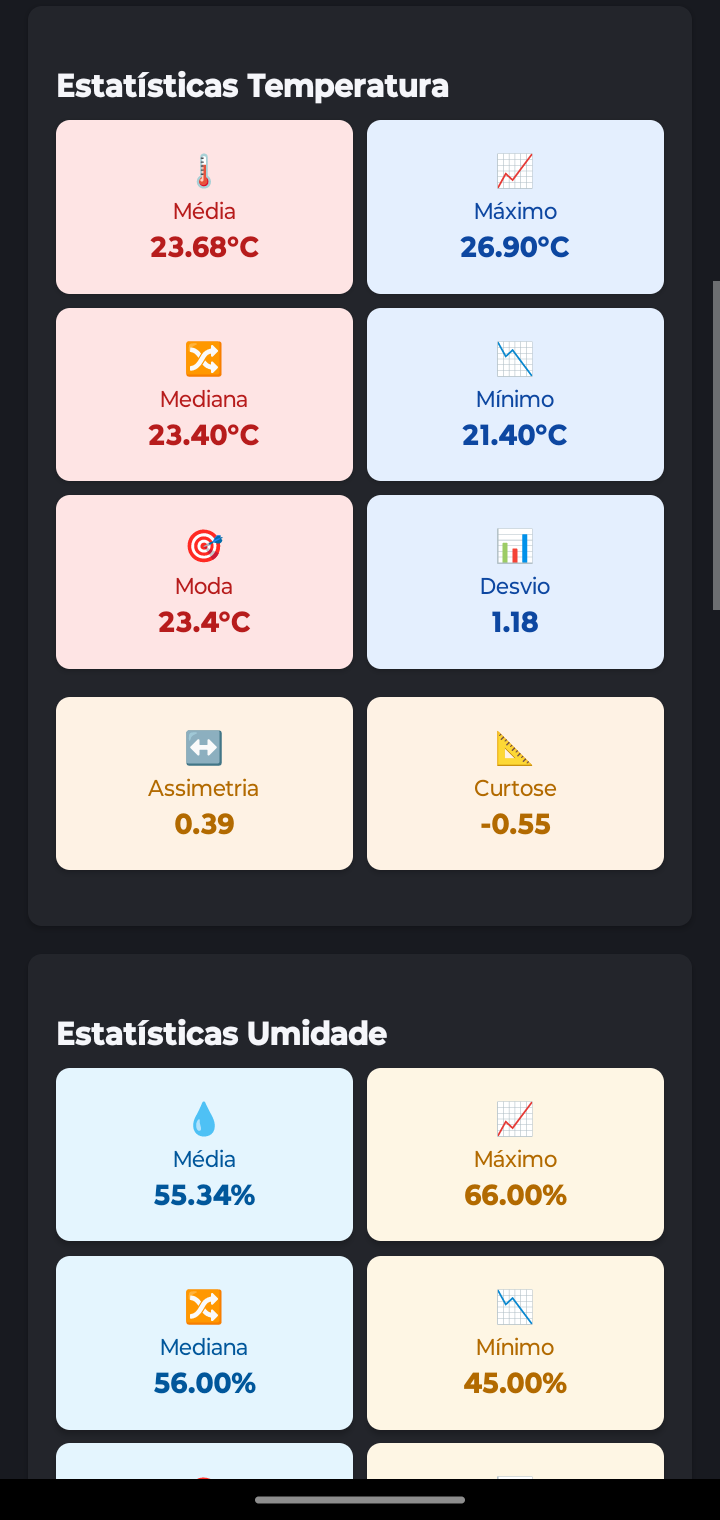 Estatísticas Temperatura
Média
23.68°C
Máximo
26.90°C
Mediana
23.40°C
Mínimo
21.40°C
Moda
23.4°C
Desvio
1.18
Assimetria
0.39
Curtose
-0.55
Estatísticas Umidade
Média
55.34%
Máximo
66.00%
Mediana
56.00%
Mínimo
45.00%